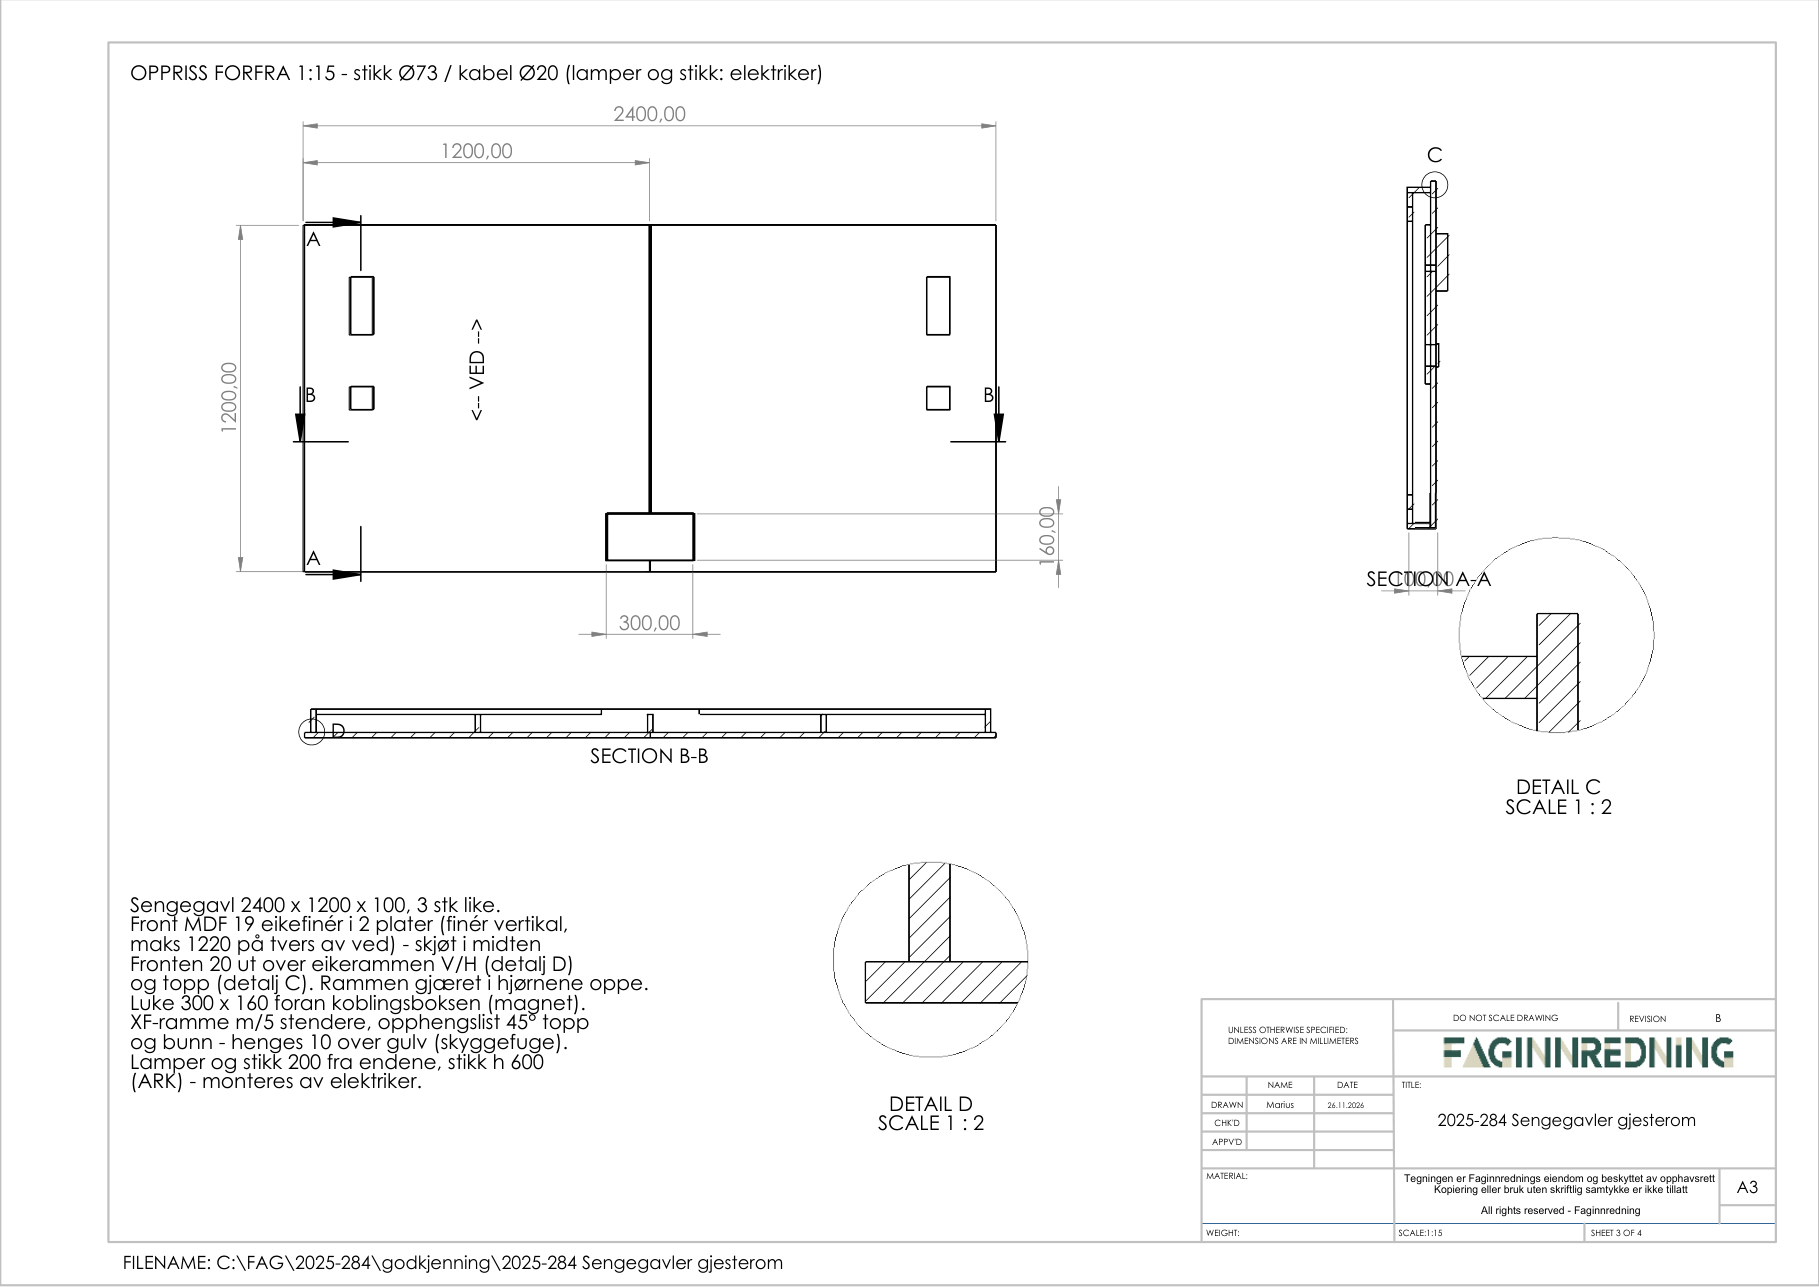 OPPRISS FORFRA 1:15 - stikk Ø73 / kabel Ø20 (lamper og stikk: elektriker)
2400,00
1200,00
C
A
<-- VED -->
1200,00
B
B
160,00
A
SECTION A-A
100,00
300,00
D
SECTION B-B
DETAIL C
SCALE 1 : 2
Sengegavl 2400 x 1200 x 100, 3 stk like.
Front MDF 19 eikefinér i 2 plater (finér vertikal,
maks 1220 på tvers av ved) - skjøt i midten
Fronten 20 ut over eikerammen V/H (detalj D)
og topp (detalj C). Rammen gjæret i hjørnene oppe.
Luke 300 x 160 foran koblingsboksen (magnet).
XF-ramme m/5 stendere, opphengslist 45° topp
og bunn - henges 10 over gulv (skyggefuge).
Lamper og stikk 200 fra endene, stikk h 600
(ARK) - monteres av elektriker.
DETAIL D
SCALE 1 : 2
UNLESS OTHERWISE SPECIFIED:
DIMENSIONS ARE IN MILLIMETERS
DO NOT SCALE DRAWING
REVISION B
FAGINNREDNING
NAME DATE
DRAWN Marius 26.11.2026
CHK'D
APPV'D
TITLE:
2025-284 Sengegavler gjesterom
MATERIAL:
Tegningen er Faginnrednings eiendom og beskyttet av opphavsrett
Kopiering eller bruk uten skriftlig samtykke er ikke tillatt
All rights reserved - Faginnredning
A3
WEIGHT:
SCALE:1:15
SHEET 3 OF 4
FILENAME: C:\FAG\2025-284\godkjenning\2025-284 Sengegavler gjesterom